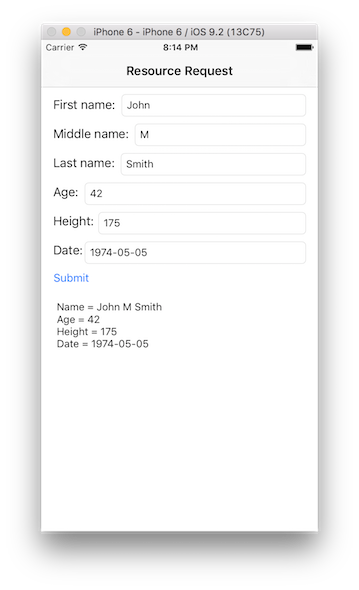 iPhone 6 - iPhone 6 / iOS 9.2 (13C75)
Carrier 8:14 PM
Resource Request
First name: John
Middle name: M
Last name: Smith
Age: 42
Height: 175
Date: 1974-05-05
Submit
Name = John M Smith
Age = 42
Height = 175
Date = 1974-05-05